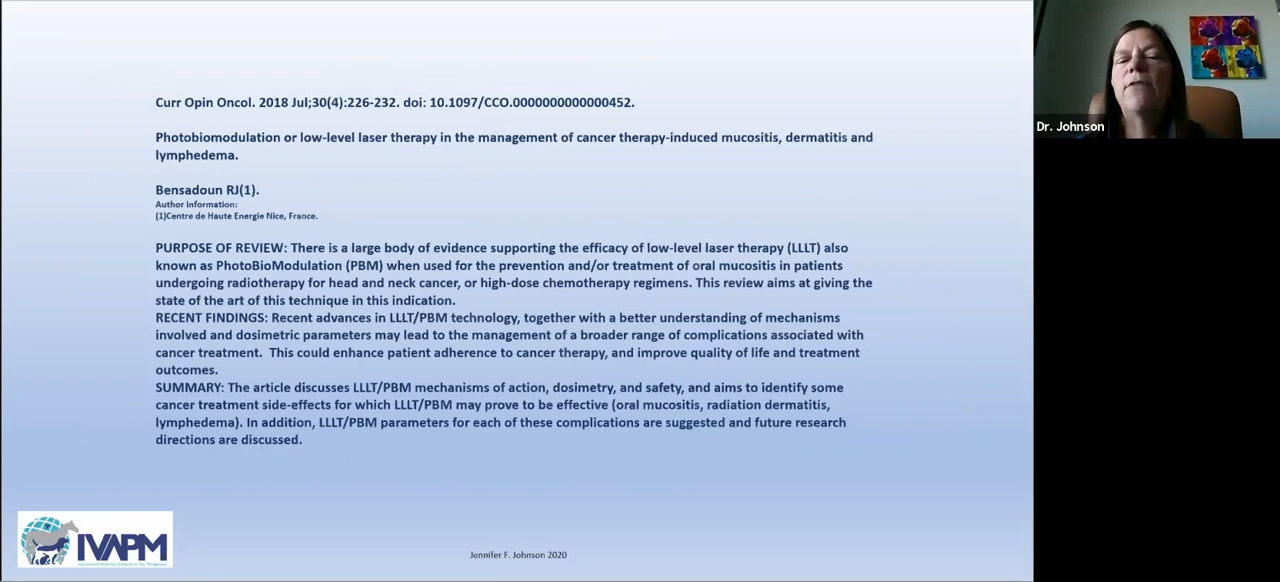 Curr Opin Oncol. 2018 Jul;30(4):226-232. doi: 10.1097/CCO.0000000000000452.
Photobiomodulation or low-level laser therapy in the management of cancer therapy-induced mucositis, dermatitis and
lymphedema.
Bensadoun RJ(1).
Author information:
(1)Centre de Haute Energie Nice, France.
PURPOSE OF REVIEW: There is a large body of evidence supporting the efficacy of low-level laser therapy (LLLT) also
known as PhotoBioModulation (PBM) when used for the prevention and/or treatment of oral mucositis in patients
undergoing radiotherapy for head and neck cancer, or high-dose chemotherapy regimens. This review aims at giving the
state of the art of this technique in this indication.
RECENT FINDINGS: Recent advances in LLLT/PBM technology, together with a better understanding of mechanisms
involved and dosimetric parameters may lead to the management of a broader range of complications associated with
cancer treatment.  This could enhance patient adherence to cancer therapy, and improve quality of life and treatment
outcomes.
SUMMARY: The article discusses LLLT/PBM mechanisms of action, dosimetry, and safety, and aims to identify some
cancer treatment side-effects for which LLLT/PBM may prove to be effective (oral mucositis, radiation dermatitis,
lymphedema). In addition, LLLT/PBM parameters for each of these complications are suggested and future research
directions are discussed.
IVAPM
Jennifer F. Johnson 2020
Dr. Johnson